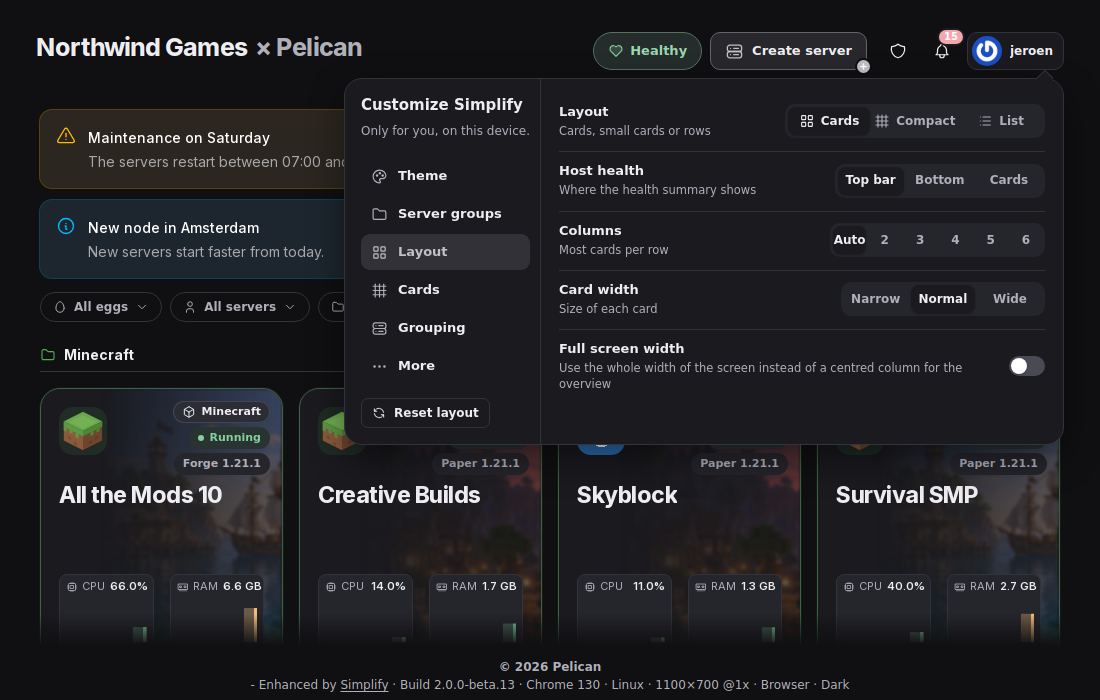 Northwind Games × Pelican
Healthy
Create server
15
jeroen
Maintenance on Saturday
The servers restart between 07:00 and
New node in Amsterdam
New servers start faster from today.
All eggs
All servers
Minecraft
Customize Simplify
Only for you, on this device.
Theme
Server groups
Layout
Cards
Grouping
More
Reset layout
Layout
Cards, small cards or rows
Cards
Compact
List
Host health
Where the health summary shows
Top bar
Bottom
Cards
Columns
Most cards per row
Auto 2 3 4 5 6
Card width
Size of each card
Narrow
Normal
Wide
Full screen width
Use the whole width of the screen instead of a centred column for the
overview
Minecraft
Running
Forge 1.21.1
All the Mods 10
CPU 66.0%
RAM 6.6 GB
Paper 1.21.1
Creative Builds
CPU 14.0%
RAM 1.7 GB
Paper 1.21.1
Skyblock
CPU 11.0%
RAM 1.3 GB
Paper 1.21.1
Survival SMP
CPU 40.0%
RAM 2.7 GB
© 2026 Pelican
- Enhanced by Simplify · Build 2.0.0-beta.13 · Chrome 130 · Linux · 1100×700 @1x · Browser · Dark